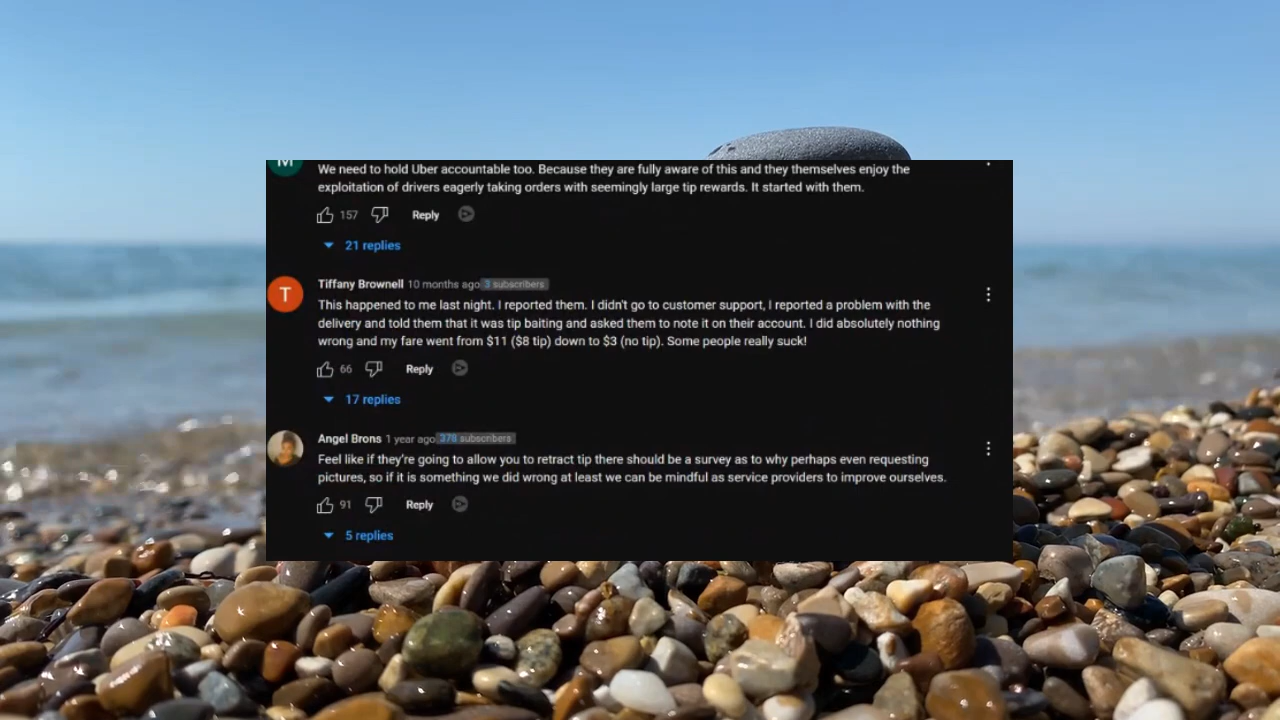 M
We need to hold Uber accountable too. Because they are fully aware of this and they themselves enjoy the
exploitation of drivers eagerly taking orders with seemingly large tip rewards. It started with them.
157 Reply
21 replies
T
Tiffany Brownell 10 months ago 3 subscribers
This happened to me last night. I reported them. I didn't go to customer support, I reported a problem with the
delivery and told them that it was tip baiting and asked them to note it on their account. I did absolutely nothing
wrong and my fare went from $11 ($8 tip) down to $3 (no tip). Some people really suck!
66 Reply
17 replies
Angel Brons 1 year ago 378 subscribers
Feel like if they're going to allow you to retract tip there should be a survey as to why perhaps even requesting
pictures, so if it is something we did wrong at least we can be mindful as service providers to improve ourselves.
91 Reply
5 replies